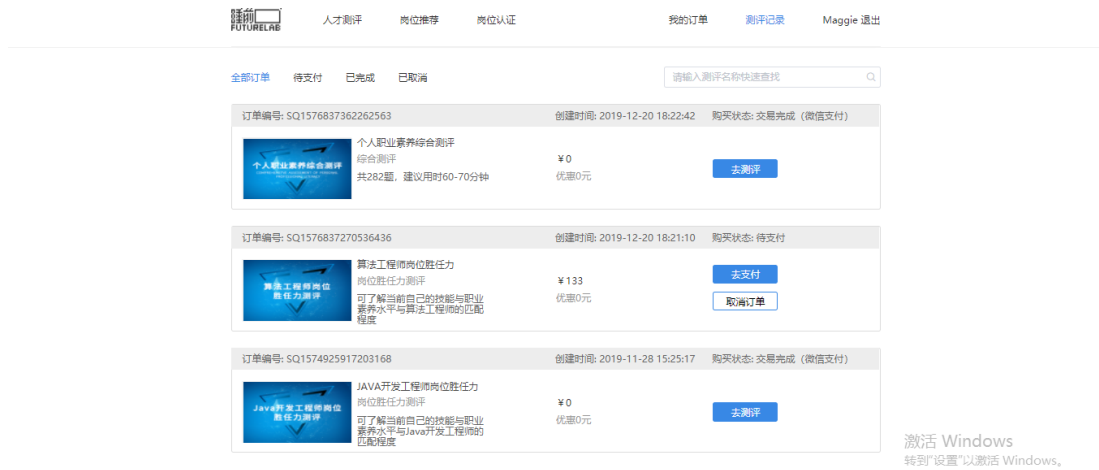 FUTURELAB
人才测评 岗位推荐 岗位认证 我的订单 测评记录 Maggie 退出
全部订单 待支付 已完成 已取消 请输入测评名称快速查找
订单编号: SQ1576837362262563 创建时间: 2019-12-20 18:22:42 购买状态: 交易完成（微信支付）
个人职业素养综合测评
个人职业素养综合测评
综合测评
共282题，建议用时60-70分钟
¥ 0
优惠0元
去测评
订单编号: SQ1576837270536436 创建时间: 2019-12-20 18:21:10 购买状态: 待支付
算法工程师岗位
胜任力测评
算法工程师岗位胜任力
岗位胜任力测评
可了解当前自己的技能与职业
素养水平与算法工程师的匹配
程度
¥ 133
优惠0元
去支付
取消订单
订单编号: SQ1574925917203168 创建时间: 2019-11-28 15:25:17 购买状态: 交易完成（微信支付）
Java开发工程师岗位
胜任力测评
JAVA开发工程师岗位胜任力
岗位胜任力测评
可了解当前自己的技能与职业
素养水平与Java开发工程师的
匹配程度
¥ 0
优惠0元
去测评
激活 Windows
转到"设置"以激活 Windows。